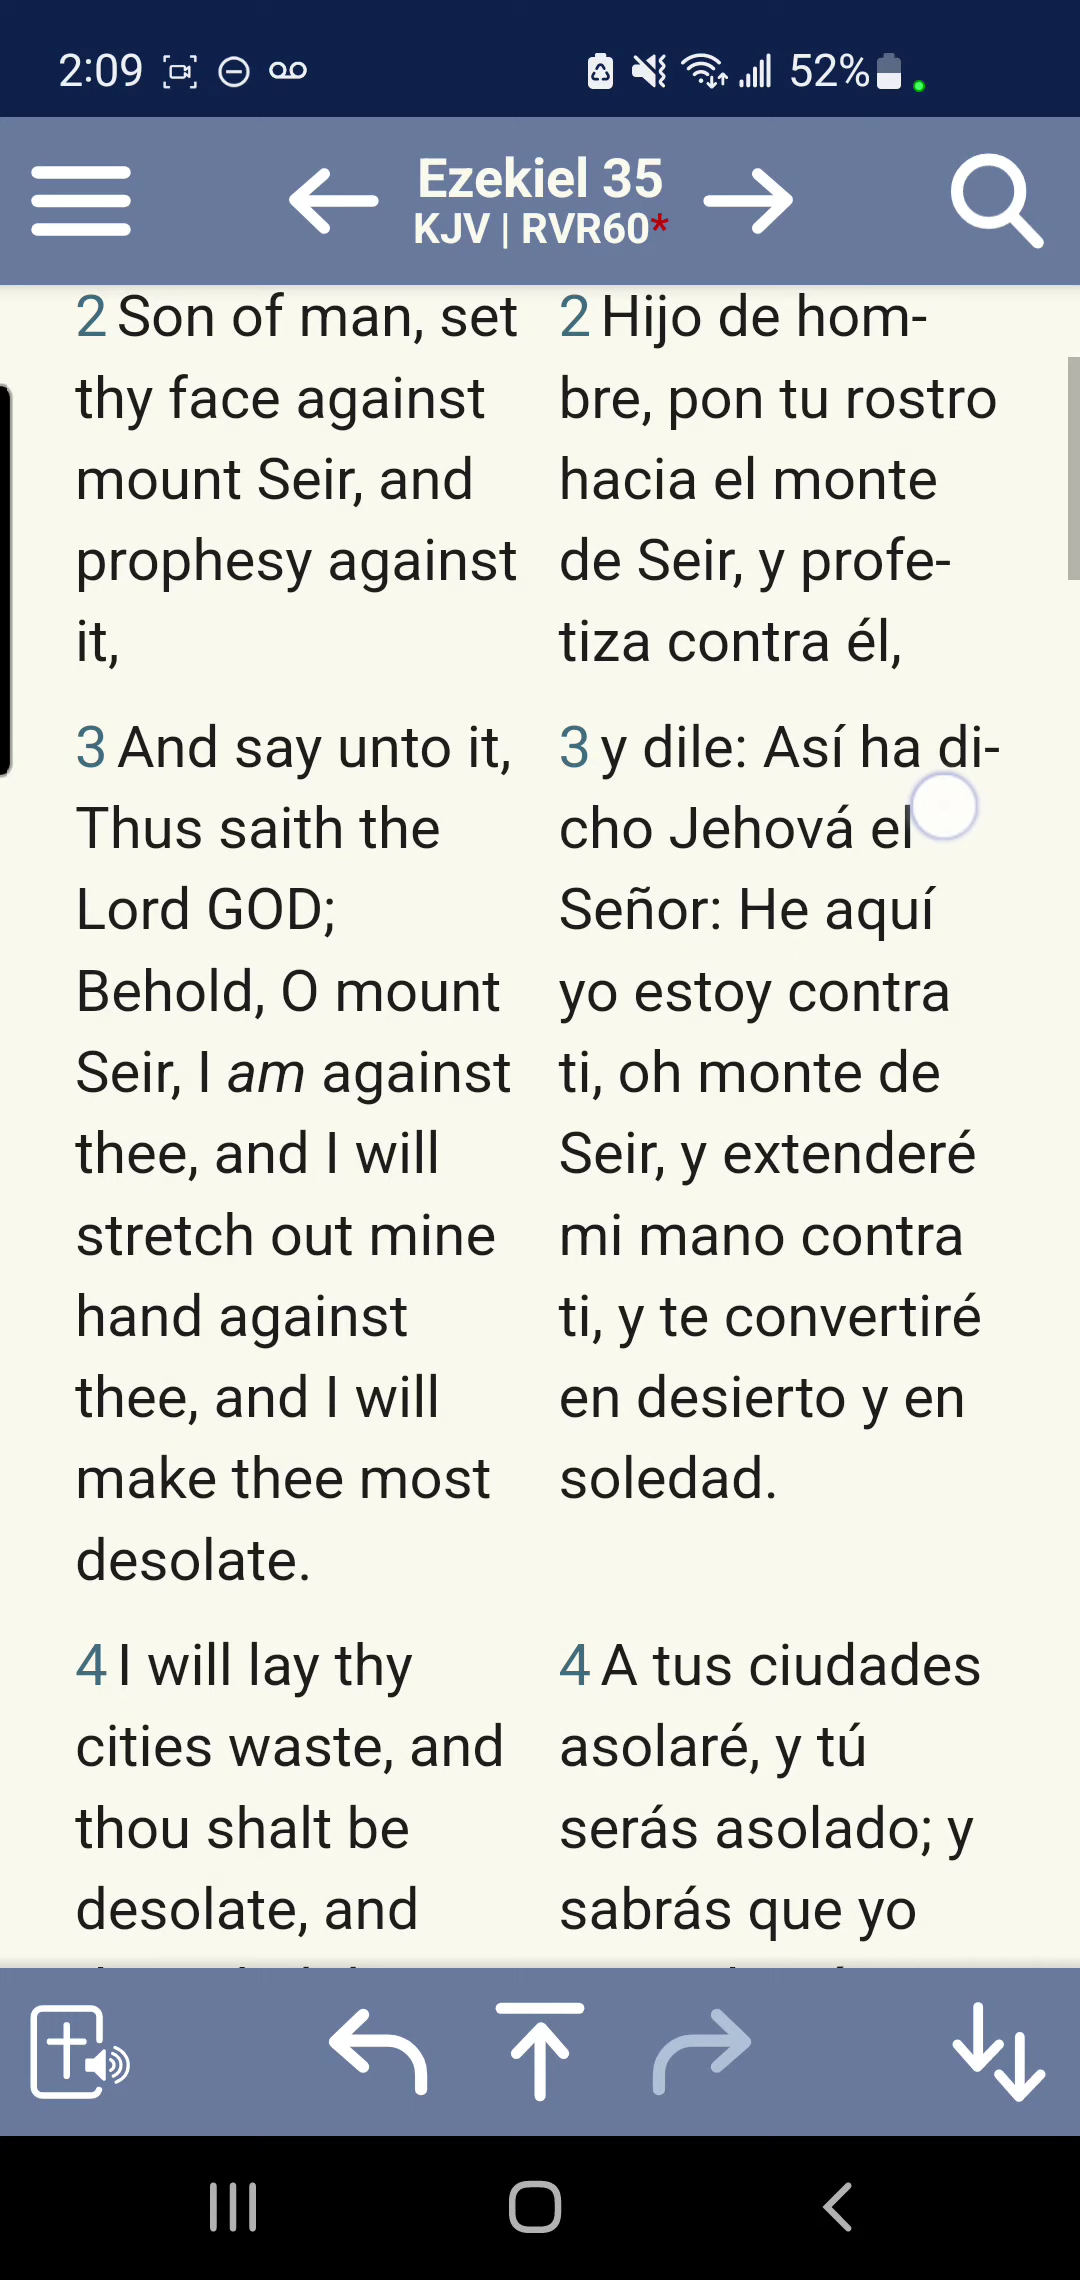 2:09
52%
Ezekiel 35
KJV | RVR60*
2 Son of man, set
thy face against
mount Seir, and
prophesy against
it,
3 And say unto it,
Thus saith the
Lord GOD;
Behold, O mount
Seir, I am against
thee, and I will
stretch out mine
hand against
thee, and I will
make thee most
desolate.
4 I will lay thy
cities waste, and
thou shalt be
desolate, and
2 Hijo de hom-
bre, pon tu rostro
hacia el monte
de Seir, y profe-
tiza contra él,
3 y dile: Así ha di-
cho Jehová el
Señor: He aquí
yo estoy contra
ti, oh monte de
Seir, y extenderé
mi mano contra
ti, y te convertiré
en desierto y en
soledad.
4 A tus ciudades
asolaré, y tú
serás asolado; y
sabrás que yo